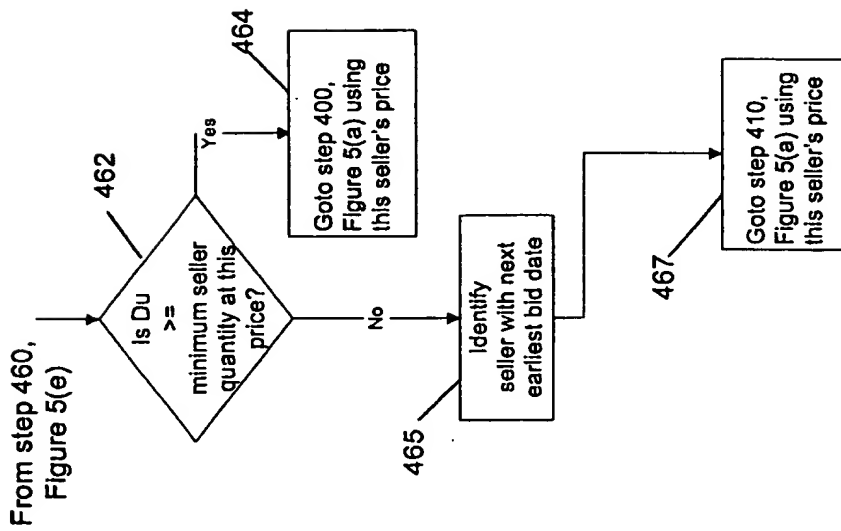 From step 460,
Figure 5(e)
462
Is Du
>=
minimum seller
quantity at this
price?
Yes
464
Goto step 400,
Figure 5(a) using
this seller's price
No
465
Identify
seller with next
earliest bid date
467
Goto step 410,
Figure 5(a) using
this seller's price